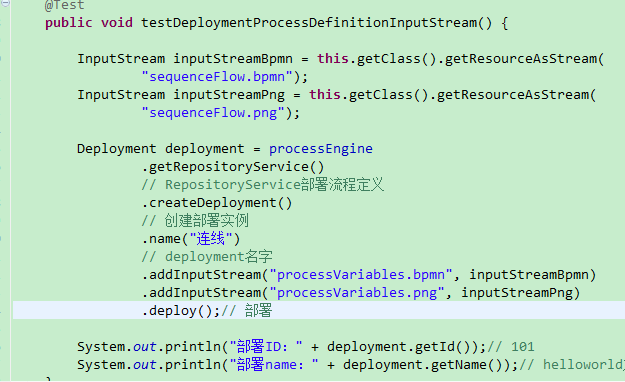 @Test
public void testDeploymentProcessDefinitionInputStream() {
InputStream inputStreamBpmn = this.getClass().getResourceAsStream(
"sequenceFlow.bpmn");
InputStream inputStreamPng = this.getClass().getResourceAsStream(
"sequenceFlow.png");
Deployment deployment = processEngine
.getRepositoryService()
// RepositoryService部署流程定义
.createDeployment()
// 创建部署实例
.name("连线")
// deployment名字
.addInputStream("processVariables.bpmn", inputStreamBpmn)
.addInputStream("processVariables.png", inputStreamPng)
.deploy();// 部署
System.out.println("部署ID：" + deployment.getId());// 101
System.out.println("部署name：" + deployment.getName());// helloworld